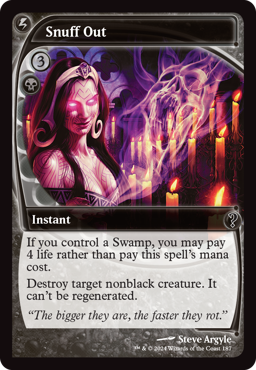 Snuff Out
3
Instant
If you control a Swamp, you may pay
4 life rather than pay this spell's mana
cost.
Destroy target nonblack creature. It
can't be regenerated.
"The bigger they are, the faster they rot."
Steve Argyle
™ & © 2024 Wizards of the Coast 187